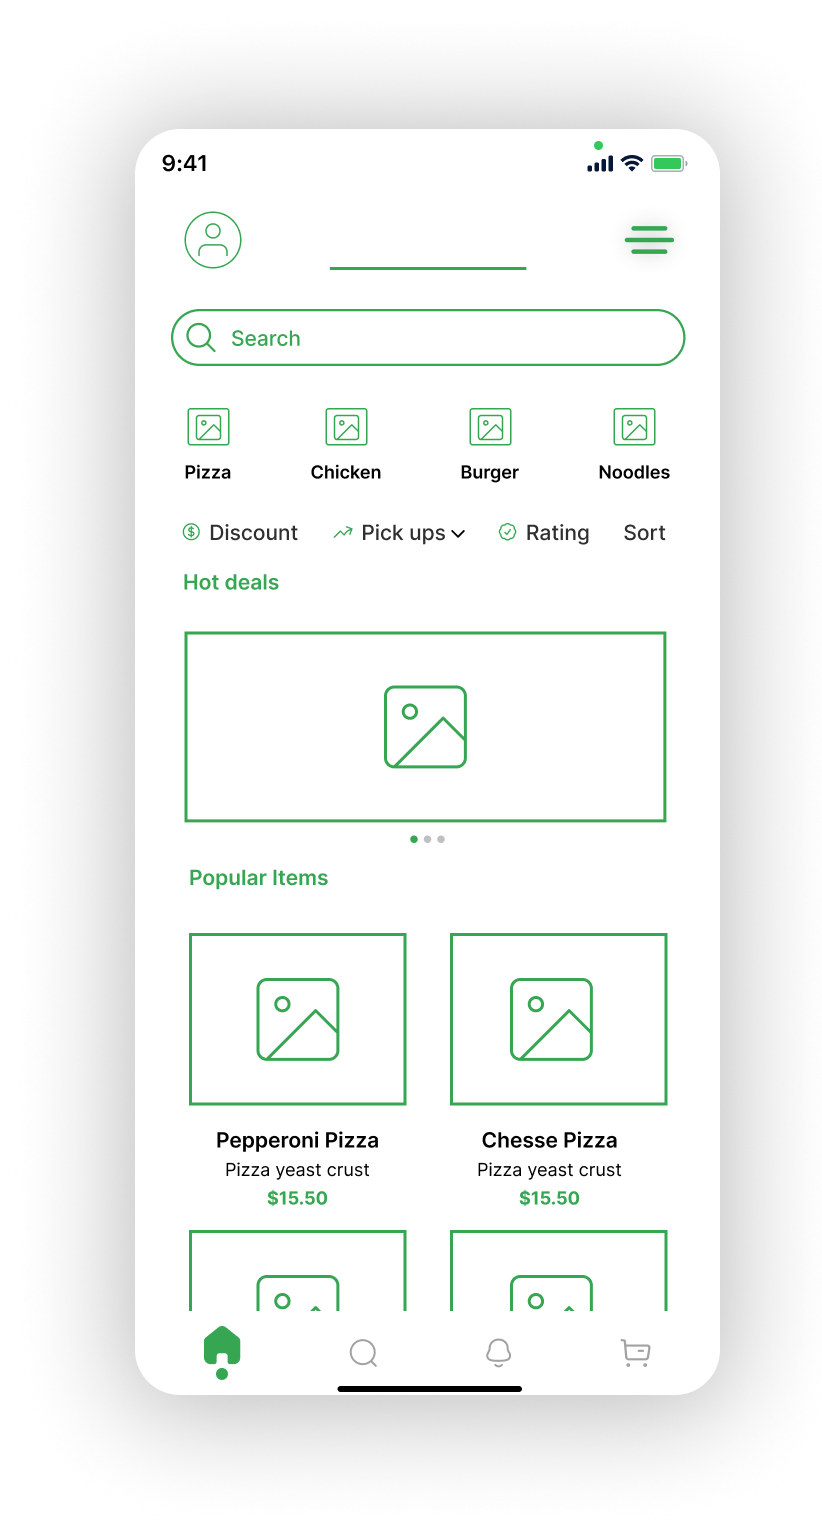 9:41
Search
Pizza Chicken Burger Noodles
Discount Pick ups Rating Sort
Hot deals
Popular Items
Pepperoni Pizza Chesse Pizza
Pizza yeast crust Pizza yeast crust
$15.50 $15.50